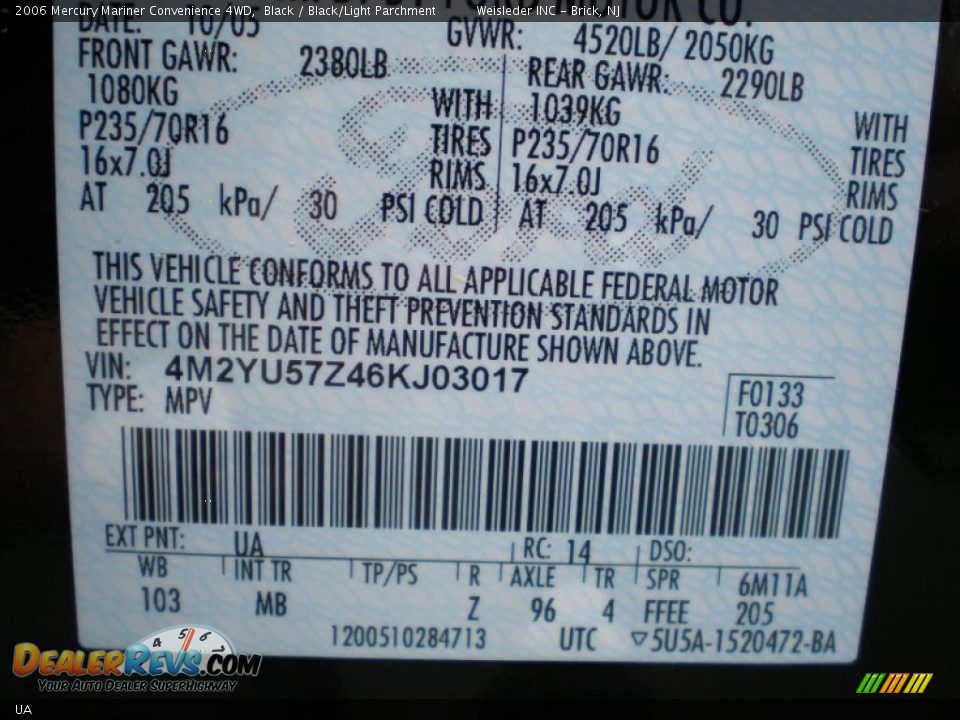 2006 Mercury Mariner Convenience 4WD, Black / Black/Light Parchment Weisleder INC - Brick, NJ
DATE: 10/05 OR CO.
GVWR: 4520LB/ 2050KG
FRONT GAWR: 2380LB REAR GAWR: 2290LB
1080KG WITH 1039KG WITH
P235/70R16 TIRES P235/70R16 TIRES
16x7.0J RIMS 16x7.0J RIMS
AT 205 kPa/ 30 PSI COLD AT 205 kPa/ 30 PSI COLD
THIS VEHICLE CONFORMS TO ALL APPLICABLE FEDERAL MOTOR
VEHICLE SAFETY AND THEFT PREVENTION STANDARDS IN
EFFECT ON THE DATE OF MANUFACTURE SHOWN ABOVE.
VIN: 4M2YU57Z46KJ03017
TYPE: MPV
F0133
T0306
EXT PNT: UA RC: 14 DSO:
WB INT TR TP/PS R AXLE TR SPR 6M11A
103 MB Z 96 4 FFEE 205
1200510284713 UTC ▽5U5A-1520472-BA
4 5 6
DEALERREVS.COM
YOUR AUTO DEALER SUPERHIGHWAY
UA